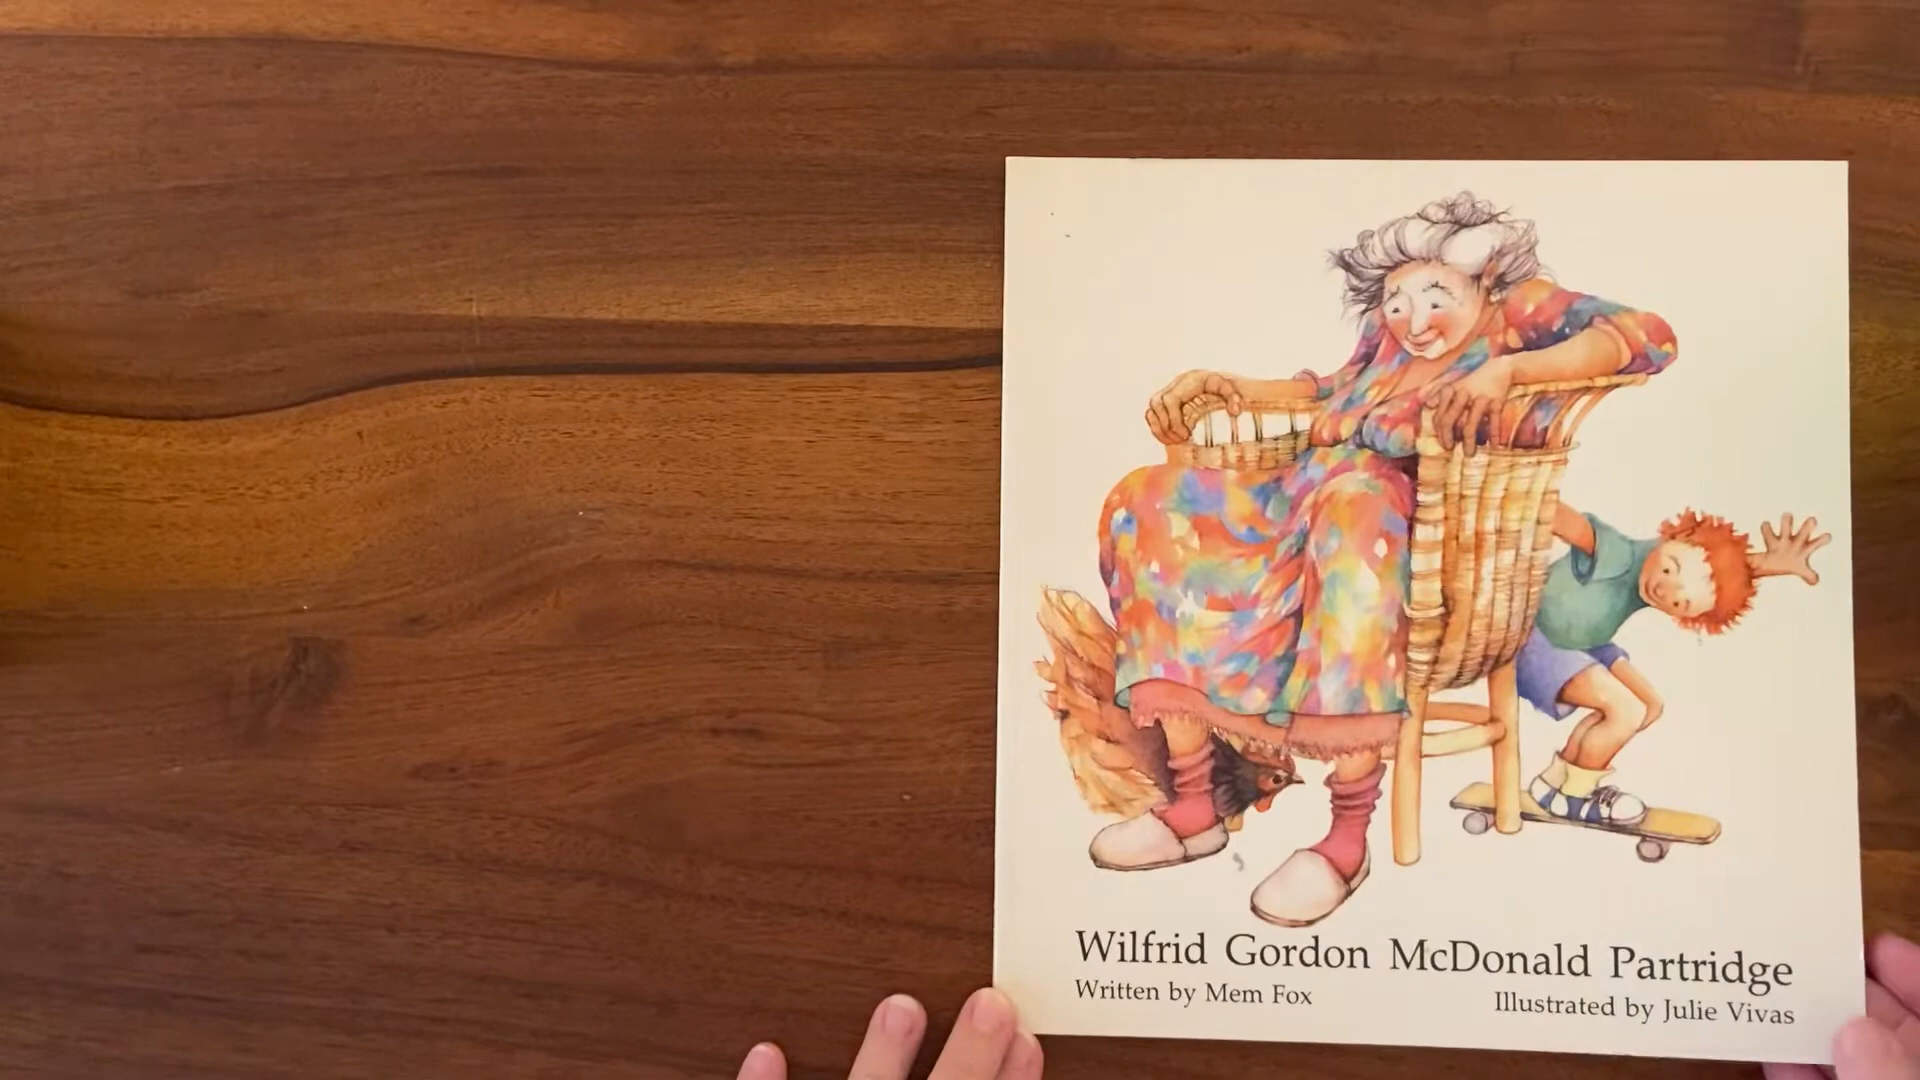 Wilfrid Gordon McDonald Partridge
Written by Mem Fox
Illustrated by Julie Vivas